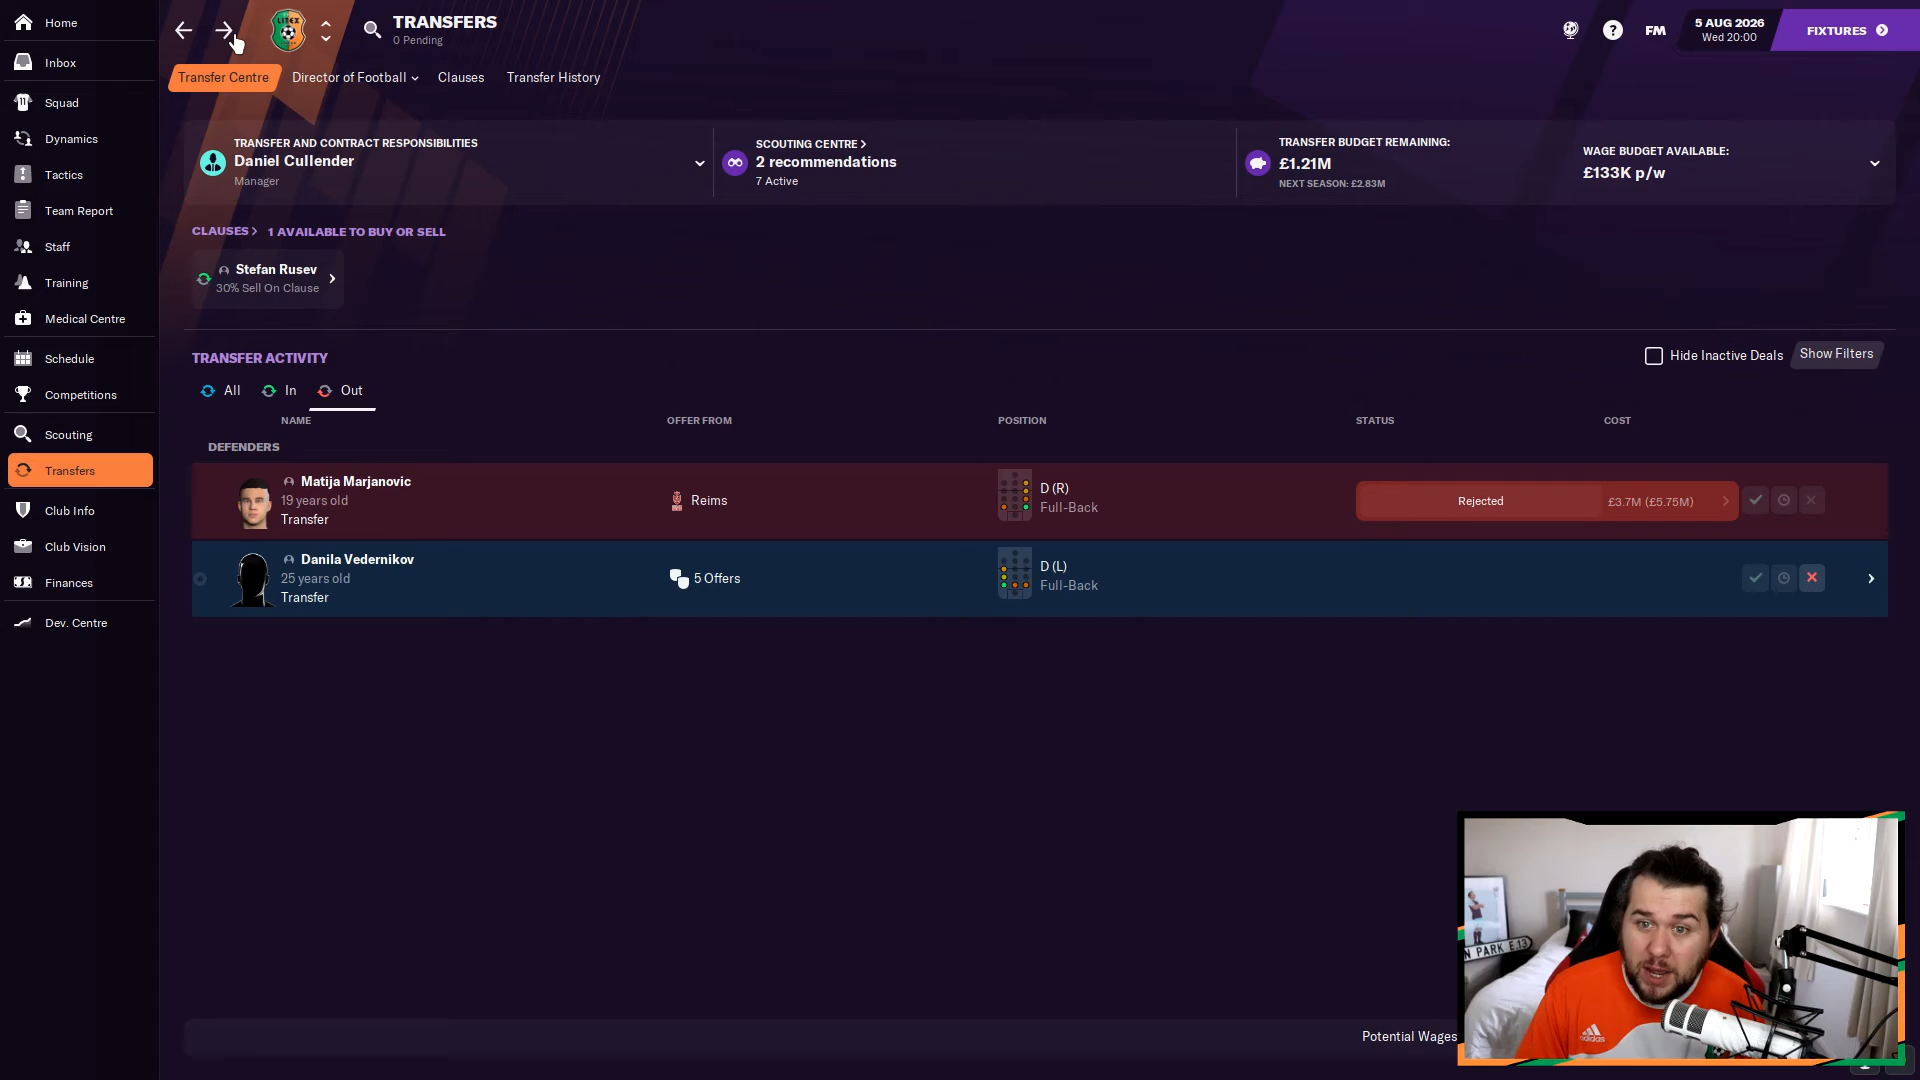 Home
Inbox
Squad
Dynamics
Tactics
Team Report
Staff
Training
Medical Centre
Schedule
Competitions
Scouting
Transfers
Club Info
Club Vision
Finances
Dev. Centre
LITEX
TRANSFERS
0 Pending
FM
5 AUG 2026
Wed 20:00
FIXTURES
Transfer Centre
Director of Football
Clauses
Transfer History
TRANSFER AND CONTRACT RESPONSIBILITIES
Daniel Cullender
Manager
SCOUTING CENTRE
2 recommendations
7 Active
TRANSFER BUDGET REMAINING:
£1.21M
NEXT SEASON: £2.83M
WAGE BUDGET AVAILABLE:
£133K p/w
CLAUSES
1 AVAILABLE TO BUY OR SELL
Stefan Rusev
30% Sell On Clause
TRANSFER ACTIVITY
Hide Inactive Deals
Show Filters
All
In
Out
NAME
OFFER FROM
POSITION
STATUS
COST
DEFENDERS
Matija Marjanovic
19 years old
Transfer
Reims
D (R)
Full-Back
Rejected
£3.7M (£5.75M)
Danila Vedernikov
25 years old
Transfer
5 Offers
D (L)
Full-Back
Potential Wages
N PARK E.13
adidas